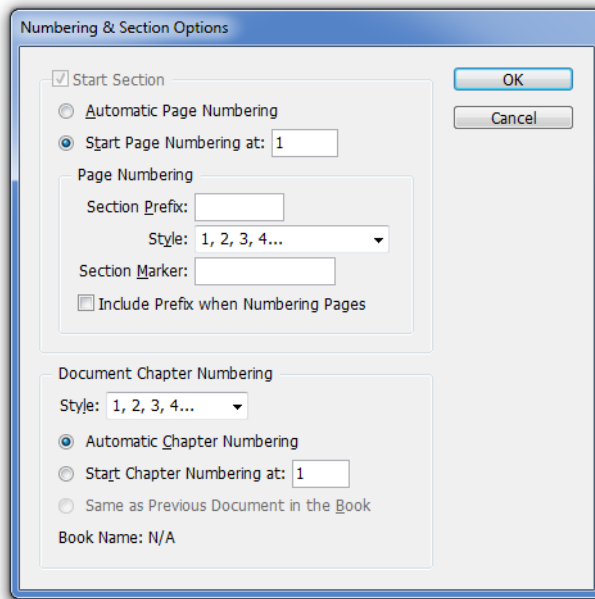 Numbering & Section Options
Start Section
OK
Automatic Page Numbering
Cancel
Start Page Numbering at: 1
Page Numbering
Section Prefix:
Style: 1, 2, 3, 4...
Section Marker:
Include Prefix when Numbering Pages
Document Chapter Numbering
Style: 1, 2, 3, 4...
Automatic Chapter Numbering
Start Chapter Numbering at: 1
Same as Previous Document in the Book
Book Name: N/A